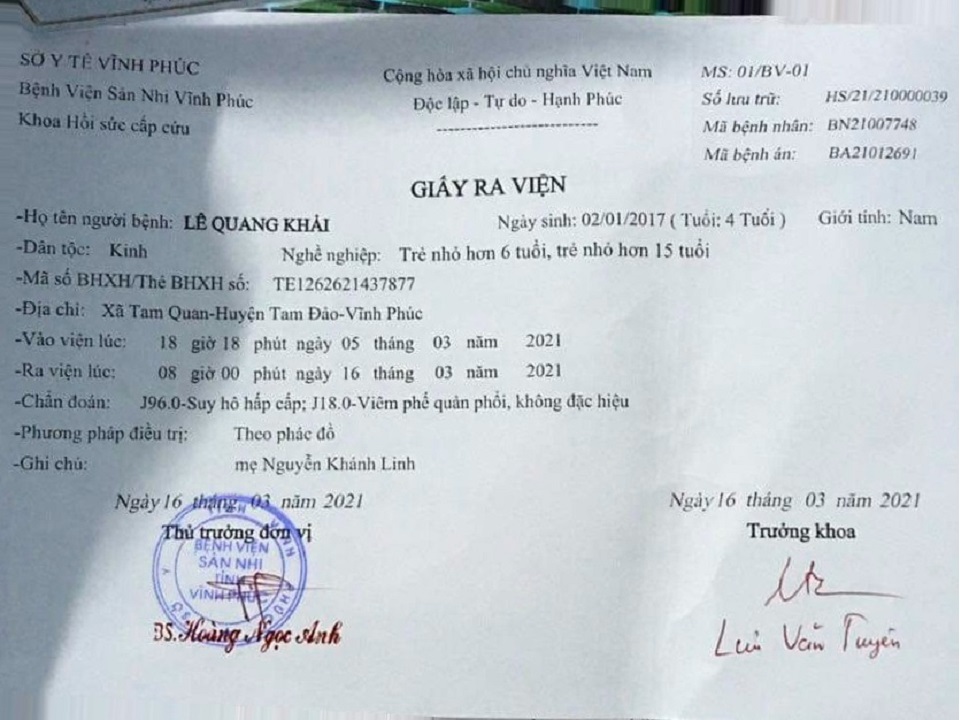 SỞ Y TẾ VĨNH PHÚC
Bệnh Viện Sản Nhi Vĩnh Phúc
Khoa Hồi sức cấp cứu
Cộng hòa xã hội chủ nghĩa Việt Nam
Độc lập - Tự do - Hạnh Phúc
MS: 01/BV-01
Số lưu trữ: HS/21/210000039
Mã bệnh nhân: BN21007748
Mã bệnh án: BA21012691
GIẤY RA VIỆN
-Họ tên người bệnh: LÊ QUANG KHẢI Ngày sinh: 02/01/2017 ( Tuổi: 4 Tuổi ) Giới tính: Nam
-Dân tộc: Kinh Nghề nghiệp: Trẻ nhỏ hơn 6 tuổi, trẻ nhỏ hơn 15 tuổi
-Mã số BHXH/Thẻ BHXH số: TE1262621437877
-Địa chỉ: Xã Tam Quan-Huyện Tam Đảo-Vĩnh Phúc
-Vào viện lúc: 18 giờ 18 phút ngày 05 tháng 03 năm 2021
-Ra viện lúc: 08 giờ 00 phút ngày 16 tháng 03 năm 2021
-Chẩn đoán: J96.0-Suy hô hấp cấp; J18.0-Viêm phế quản phổi, không đặc hiệu
-Phương pháp điều trị: Theo phác đồ
-Ghi chú: mẹ Nguyễn Khánh Linh
Ngày 16 tháng 03 năm 2021
Thủ trưởng đơn vị
BỆNH VIỆN
SẢN NHI
TỈNH
VĨNH PHÚC
BS. Hoàng Ngọc Anh
Ngày 16 tháng 03 năm 2021
Trưởng khoa
Văn Tuyên